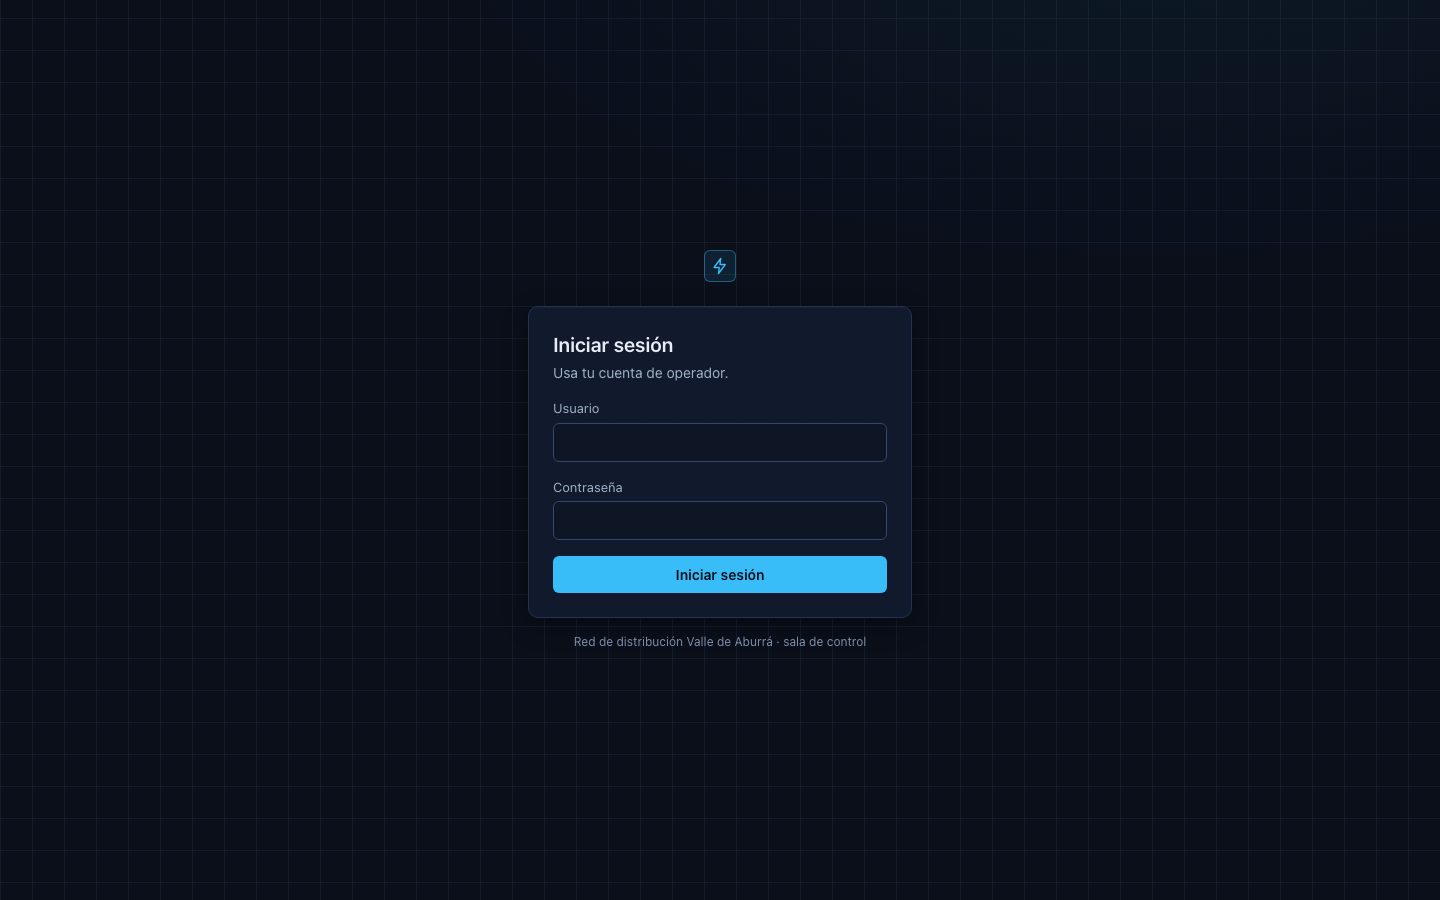 Iniciar sesión
Usa tu cuenta de operador.
Usuario
Contraseña
Iniciar sesión
Red de distribución Valle de Aburrá · sala de control